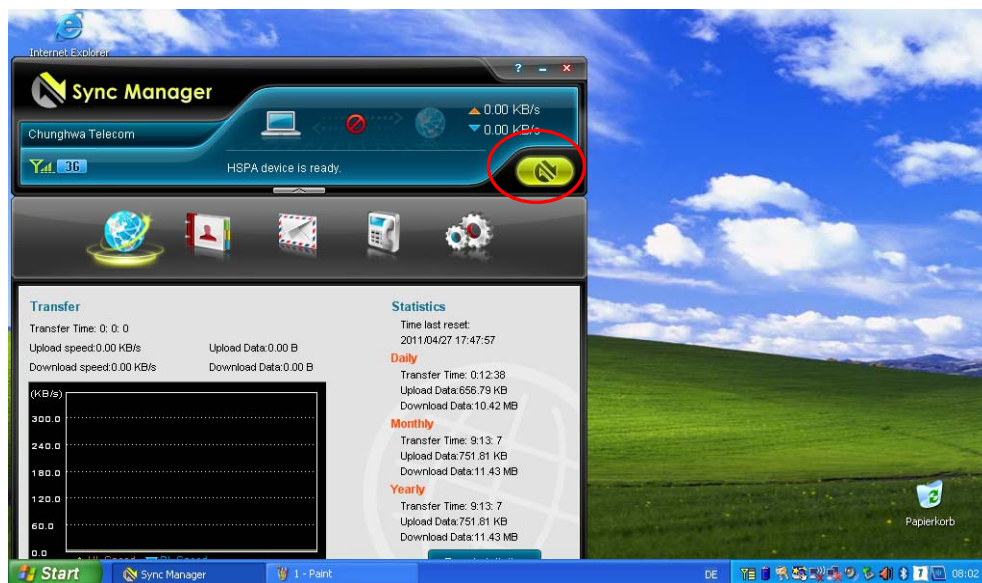 Internet Explorer
Sync Manager
? - ×
0.00 KB/s
Chunghwa Telecom
0.00 KB/s
3G
HSPA device is ready.
Transfer
Transfer Time: 0: 0: 0
Upload speed:0.00 KB/s
Upload Data:0.00 B
Download speed:0.00 KB/s
Download Data:0.00 B
(KB/s)
300.0
240.0
180.0
120.0
60.0
0.0
Statistics
Time last reset:
2011/04/27 17:47:57
Daily
Transfer Time: 0:12:38
Upload Data:656.79 KB
Download Data:10.42 MB
Monthly
Transfer Time: 9:13: 7
Upload Data:751.81 KB
Download Data:11.43 MB
Yearly
Transfer Time: 9:13: 7
Upload Data:751.81 KB
Download Data:11.43 MB
Papierkorb
Start
Sync Manager
1 - Paint
DE
7
08:02